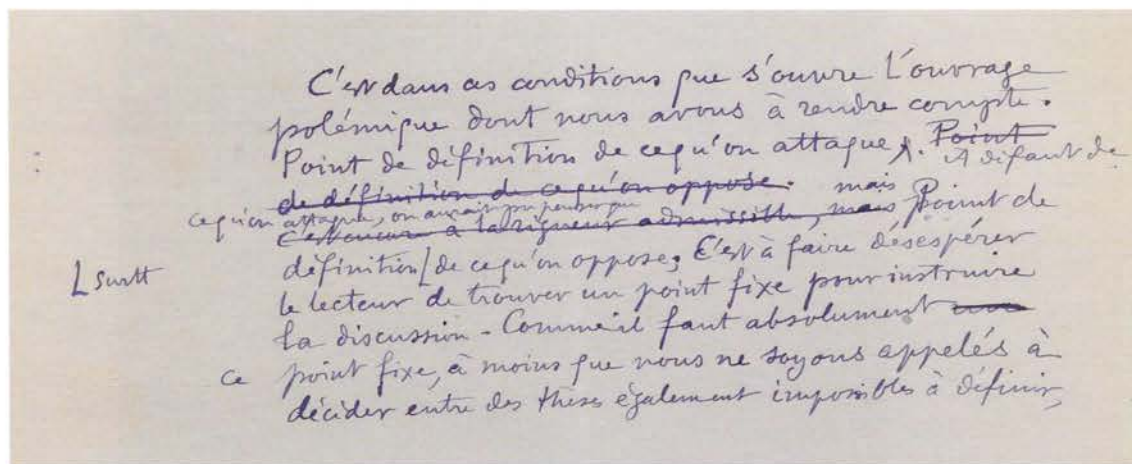 C'est dans ces conditions que s'ouvre l'ouvrage
polémique dont nous avons à rendre compte.
Point de définition de ce qu'on attaque. Point
A défaut de
de définition de ce qu'on oppose. mais
ce qu'on attaque, on aurait pu
à la rigueur admissible, mais Point de
définition [de ce qu'on oppose, C'est à faire désespérer
le lecteur de trouver un point fixe pour instruire
la discussion - Comme il faut absolument
ce point fixe, à moins que nous ne soyons appelés à
décider entre des thèses également impossibles à définir,